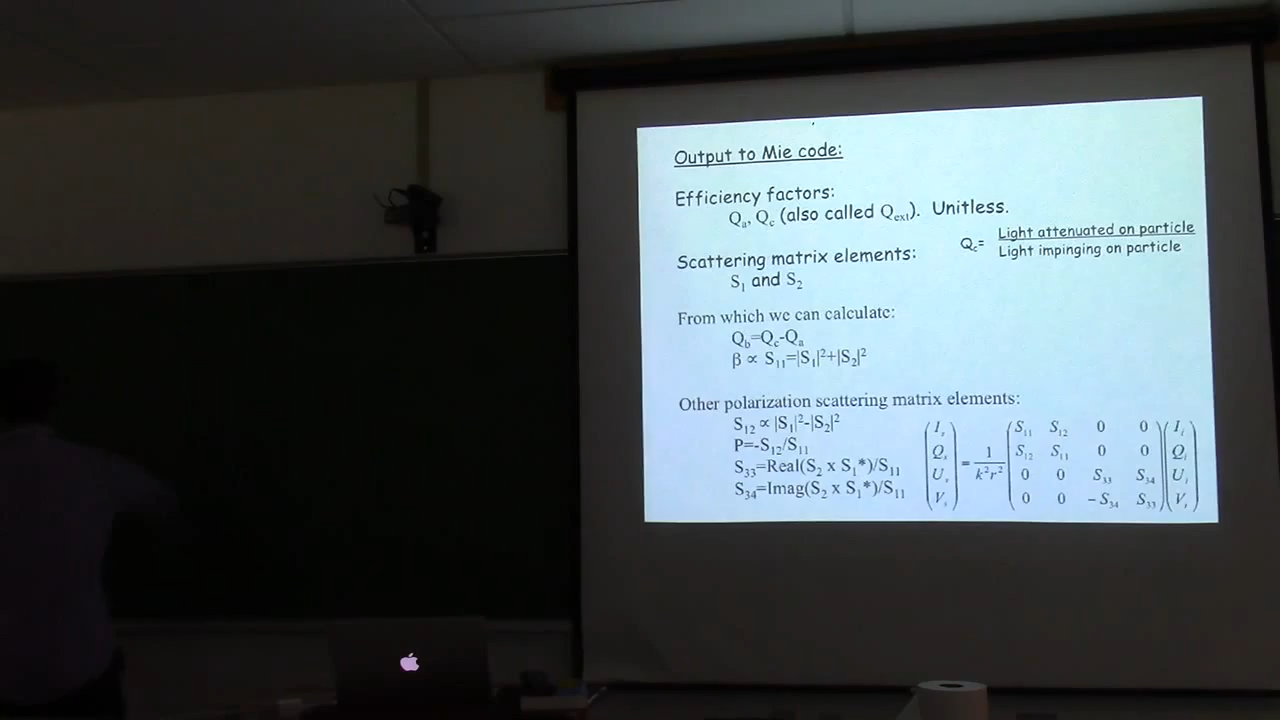 Output to Mie code:
Efficiency factors:
Qa, Qc (also called Qext). Unitless.
Qc= Light attenuated on particle
Light impinging on particle
Scattering matrix elements:
S1 and S2
From which we can calculate:
Qb=Qc-Qa
β ∝ S11=|S1|²+|S2|²
Other polarization scattering matrix elements:
S12 ∝ |S1|²-|S2|²
P=-S12/S11
S33=Real(S2 x S1*)/S11
S34=Imag(S2 x S1*)/S11
Is S11 S12 0 0 Ii
Qs S12 S11 0 0 Qi
= 1/k²r²
Us 0 0 S33 S34 Ui
Vs 0 0 -S34 S33 Vi